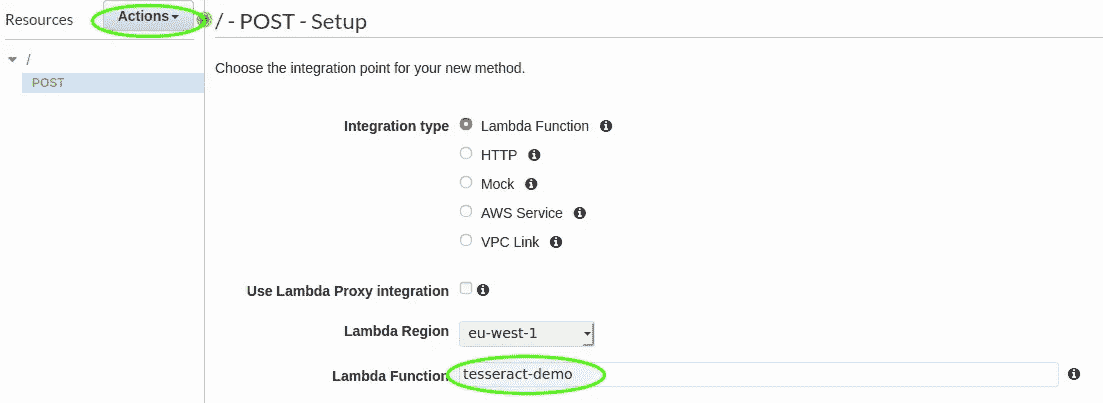 Resources
Actions
/ - POST - Setup
/
POST
Choose the integration point for your new method.
Integration type
Lambda Function
HTTP
Mock
AWS Service
VPC Link
Use Lambda Proxy integration
Lambda Region
eu-west-1
Lambda Function
tesseract-demo